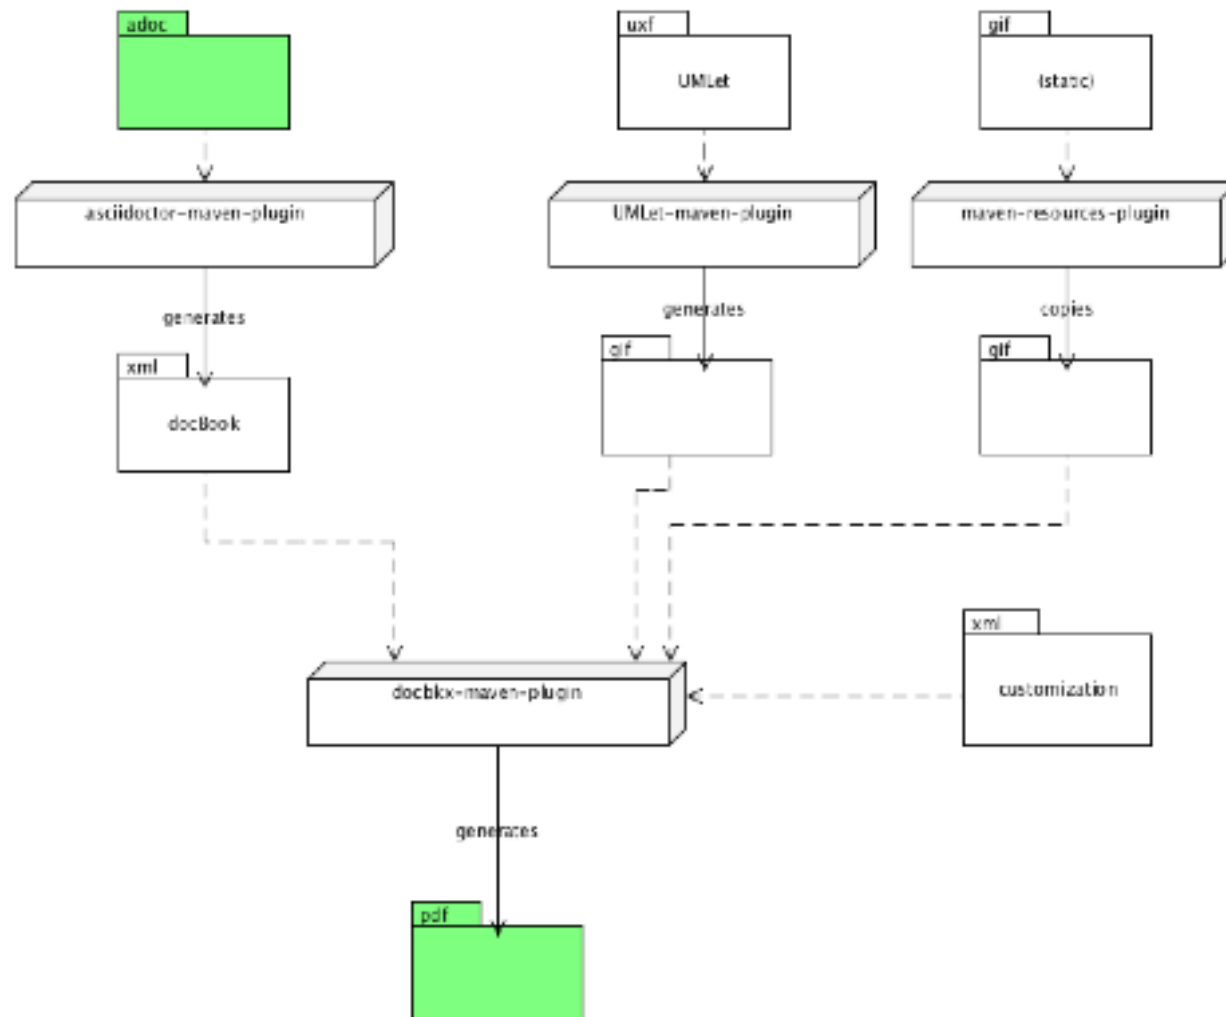 adoc
uxf
gif
UMLet
(static)
asciidoctor-maven-plugin
UMLet-maven-plugin
maven-resources-plugin
generates
generates
copies
xml
gif
gif
docBook
xml
docbkx-maven-plugin
customization
generates
pdf